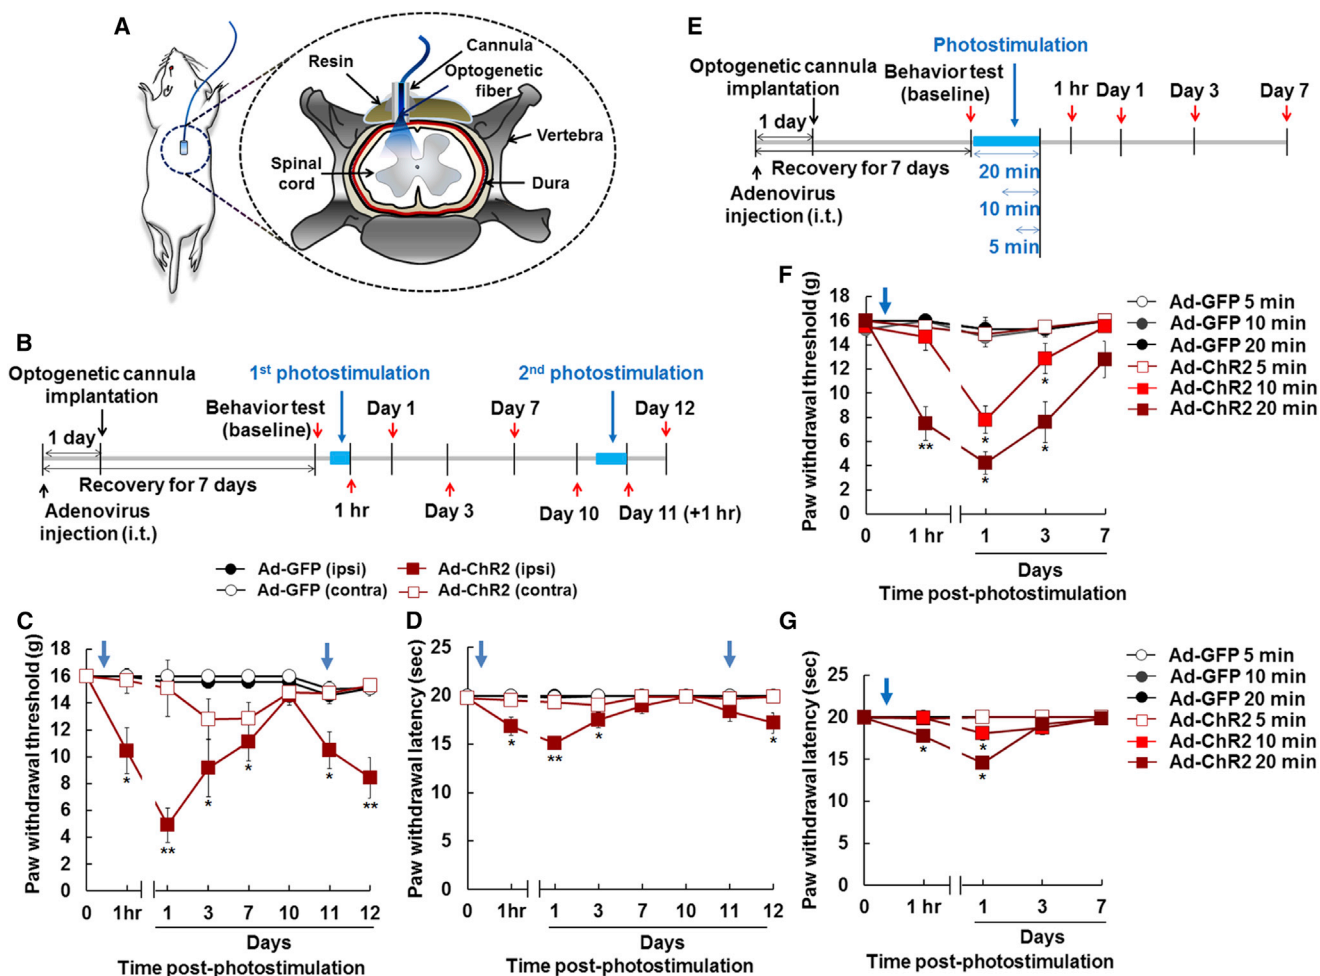 A
Resin
Cannula
Optogenetic
fiber
Vertebra
Spinal
cord
Dura
B
Optogenetic cannula
implantation
1st photostimulation
2nd photostimulation
Behavior test
(baseline)
Day 1
Day 7
Day 12
1 day
Recovery for 7 days
Adenovirus
injection (i.t.)
1 hr
Day 3
Day 10
Day 11 (+1 hr)
Ad-GFP (ipsi)
Ad-ChR2 (ipsi)
Ad-GFP (contra)
Ad-ChR2 (contra)
C
Paw withdrawal threshold (g)
18
16
14
12
10
8
6
4
2
0
* ** * * * **
0 1hr 1 3 7 10 11 12
Days
Time post-photostimulation
D
Paw withdrawal latency (sec)
25
20
15
10
5
0
* ** * *
0 1hr 1 3 7 10 11 12
Days
Time post-photostimulation
E
Photostimulation
Optogenetic cannula
implantation
Behavior test
(baseline)
1 hr Day 1 Day 3 Day 7
1 day
Recovery for 7 days
Adenovirus
injection (i.t.)
20 min
10 min
5 min
F
Paw withdrawal threshold (g)
18
16
14
12
10
8
6
4
2
0
** * * * *
0 1 hr 1 3 7
Days
Time post-photostimulation
Ad-GFP 5 min
Ad-GFP 10 min
Ad-GFP 20 min
Ad-ChR2 5 min
Ad-ChR2 10 min
Ad-ChR2 20 min
G
Paw withdrawal latency (sec)
25
20
15
10
5
0
* * *
0 1 hr 1 3 7
Days
Time post-photostimulation
Ad-GFP 5 min
Ad-GFP 10 min
Ad-GFP 20 min
Ad-ChR2 5 min
Ad-ChR2 10 min
Ad-ChR2 20 min